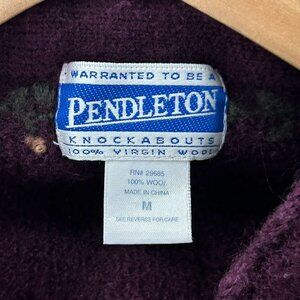 WARRANTED TO BE A
PENDLETON
KNOCKABOUTS
100% VIRGIN WOOL
RN# 29685
100% WOOL
MADE IN CHINA
M
SEE REVERSE FOR CARE